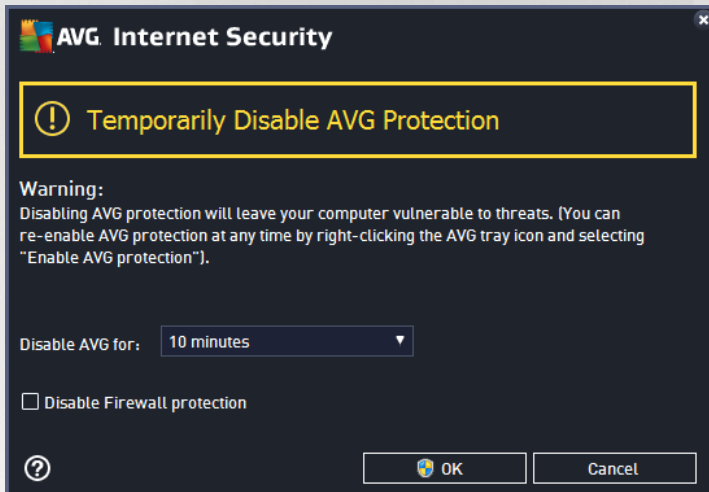 AVG. Internet Security
Temporarily Disable AVG Protection
Warning:
Disabling AVG protection will leave your computer vulnerable to threats. (You can
re-enable AVG protection at any time by right-clicking the AVG tray icon and selecting
"Enable AVG protection").
Disable AVG for: 10 minutes
Disable Firewall protection
OK Cancel